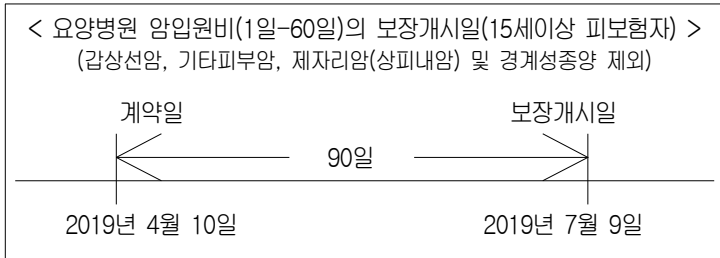 < 요양병원 암입원비(1일-60일)의 보장개시일(15세이상 피보험자) >
(갑상선암, 기타피부암, 제자리암(상피내암) 및 경계성종양 제외)
계약일 보장개시일
90일
2019년 4월 10일 2019년 7월 9일